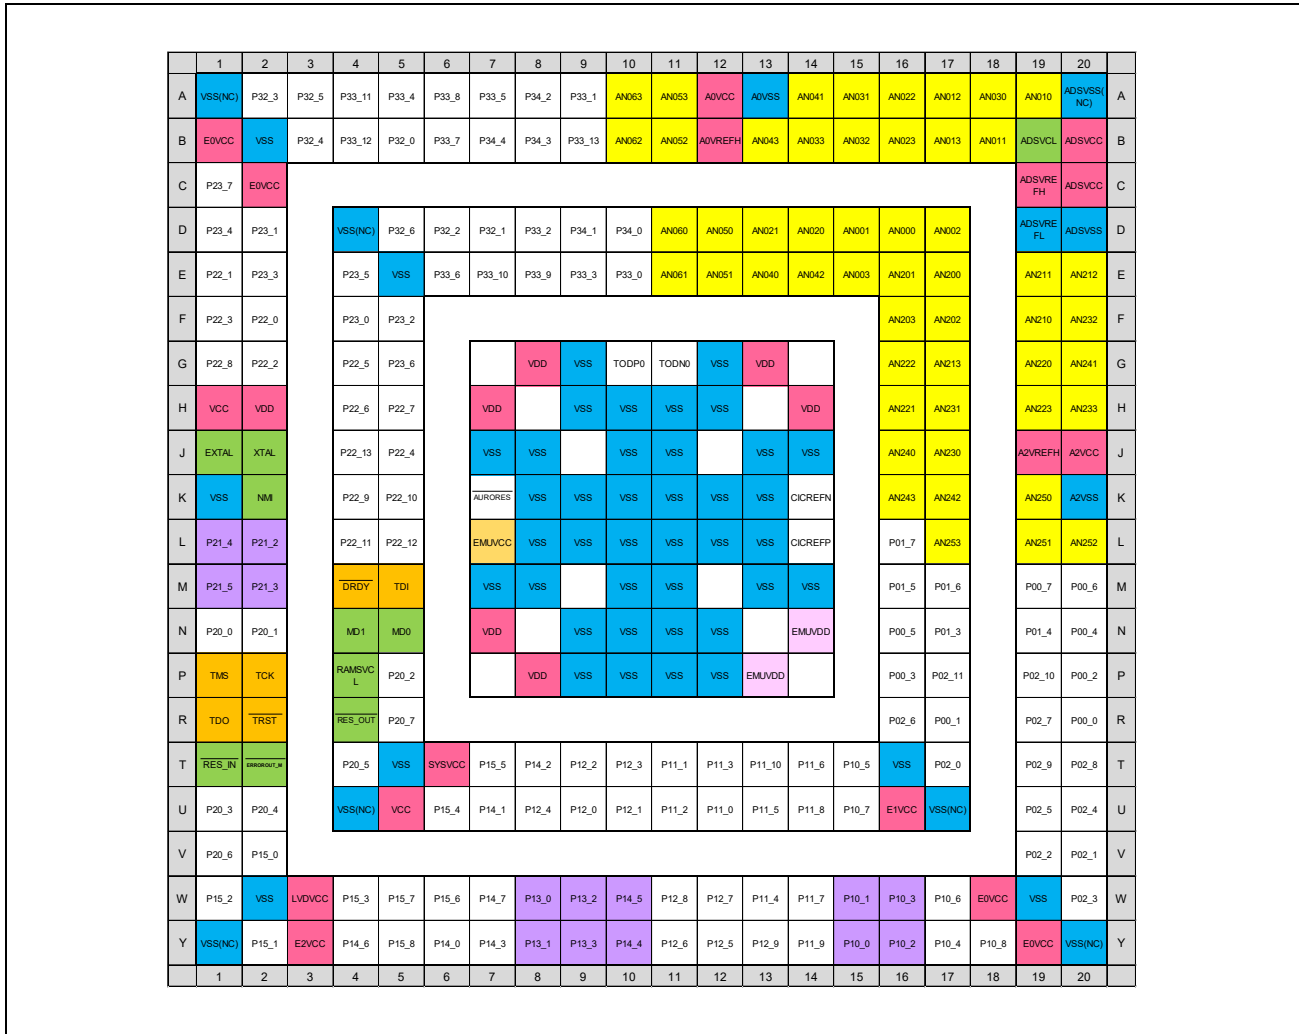 1 2 3 4 5 6 7 8 9 10 11 12 13 14 15 16 17 18 19 20
A VSS(NC) P32_3 P32_5 P33_11 P33_4 P33_8 P33_5 P34_2 P33_1 AN063 AN053 A0VCC A0VSS AN041 AN031 AN022 AN012 AN030 AN010 ADSVSS(NC) A
B E0VCC VSS P32_4 P33_12 P32_0 P33_7 P34_4 P34_3 P33_13 AN062 AN052 A0VREFH AN043 AN033 AN032 AN023 AN013 AN011 ADSVCL ADSVCC B
C P23_7 E0VCC ADSVREFH ADSVCC C
D P23_4 P23_1 VSS(NC) P32_6 P32_2 P32_1 P33_2 P34_1 P34_0 AN060 AN050 AN021 AN020 AN001 AN000 AN002 ADSVREFL ADSVSS D
E P22_1 P23_3 P23_5 VSS P33_6 P33_10 P33_9 P33_3 P33_0 AN061 AN051 AN040 AN042 AN003 AN201 AN200 AN211 AN212 E
F P22_3 P22_0 P23_0 P23_2 AN203 AN202 AN210 AN232 F
G P22_8 P22_2 P22_5 P23_6 VDD VSS TODP0 TODN0 VSS VDD AN222 AN213 AN220 AN241 G
H VCC VDD P22_6 P22_7 VDD VSS VSS VSS VSS VDD AN221 AN231 AN223 AN233 H
J EXTAL XTAL P22_13 P22_4 VSS VSS VSS VSS VSS VSS AN240 AN230 A2VREFH A2VCC J
K VSS NMI P22_9 P22_10 AURORES VSS VSS VSS VSS VSS VSS CICREFN AN243 AN242 AN250 A2VSS K
L P21_4 P21_2 P22_11 P22_12 EMUVCC VSS VSS VSS VSS VSS VSS CICREFP P01_7 AN253 AN251 AN252 L
M P21_5 P21_3 DRDY TDI VSS VSS VSS VSS VSS VSS P01_5 P01_6 P00_7 P00_6 M
N P20_0 P20_1 MD1 MD0 VDD VSS VSS VSS VSS EMUVDD P00_5 P01_3 P01_4 P00_4 N
P TMS TCK RAMSVCL P20_2 VDD VSS VSS VSS VSS EMUVDD P00_3 P02_11 P02_10 P00_2 P
R TDO TRST RES_OUT P20_7 P02_6 P00_1 P02_7 P00_0 R
T RES_IN ERROROUT_M P20_5 VSS SYSVCC P15_5 P14_2 P12_2 P12_3 P11_1 P11_3 P11_10 P11_6 P10_5 VSS P02_0 P02_9 P02_8 T
U P20_3 P20_4 VSS(NC) VCC P15_4 P14_1 P12_4 P12_0 P12_1 P11_2 P11_0 P11_5 P11_8 P10_7 E1VCC VSS(NC) P02_5 P02_4 U
V P20_6 P15_0 P02_2 P02_1 V
W P15_2 VSS LVDVCC P15_3 P15_7 P15_6 P14_7 P13_0 P13_2 P14_5 P12_8 P12_7 P11_4 P11_7 P10_1 P10_3 P10_6 E0VCC VSS P02_3 W
Y VSS(NC) P15_1 E2VCC P14_6 P15_8 P14_0 P14_3 P13_1 P13_3 P14_4 P12_6 P12_5 P12_9 P11_9 P10_0 P10_2 P10_4 P10_8 E0VCC VSS(NC) Y
1 2 3 4 5 6 7 8 9 10 11 12 13 14 15 16 17 18 19 20